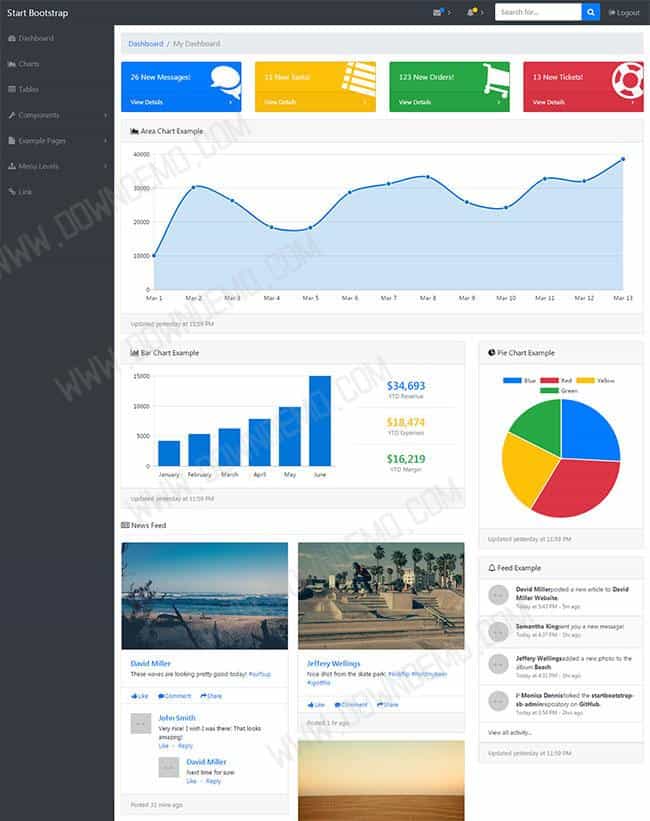 Start Bootstrap
Search for...
Logout
Dashboard
Charts
Tables
Components
Example Pages
Menu Levels
Link
Dashboard / My Dashboard
26 New Messages!
View Details
11 New Tasks!
View Details
123 New Orders!
View Details
13 New Tickets!
View Details
Area Chart Example
40000
30000
20000
10000
0
Mar 1 Mar 2 Mar 3 Mar 4 Mar 5 Mar 6 Mar 7 Mar 8 Mar 9 Mar 10 Mar 11 Mar 12 Mar 13
Updated yesterday at 11:59 PM
Bar Chart Example
15000
10000
5000
0
January February March April May June
$34,693
YTD Revenue
$18,474
YTD Expenses
$16,219
YTD Margin
Updated yesterday at 11:59 PM
Pie Chart Example
Blue Red Yellow
Green
Updated yesterday at 11:59 PM
News Feed
David Miller
These waves are looking pretty good today! #surfsup
Like Comment Share
John Smith
Very nice! I wish I was there! That looks
amazing!
Like · Reply
David Miller
Next time for sure!
Like · Reply
Posted 32 mins ago
Jeffery Wellings
Nice shot from the skate park! #kickflip #holdmybeer
#igotthis
Like Comment Share
Posted 1 hr ago
Feed Example
David Miller posted a new article to David
Miller Website.
Today at 5:43 PM - 5m ago
Samantha King sent you a new message!
Today at 4:37 PM - 1hr ago
Jeffery Wellings added a new photo to the
album Beach.
Today at 4:31 PM - 1hr ago
Monica Dennis forked the startbootstrap-
sb-admin repository on GitHub.
Today at 3:54 PM - 2hrs ago
View all activity...
Updated yesterday at 11:59 PM
WWW.DOWNDEMO.COM
WWW.DOWNDEMO.COM
WWW.DOWNDEMO.COM
WWW.DOWNDEMO.COM